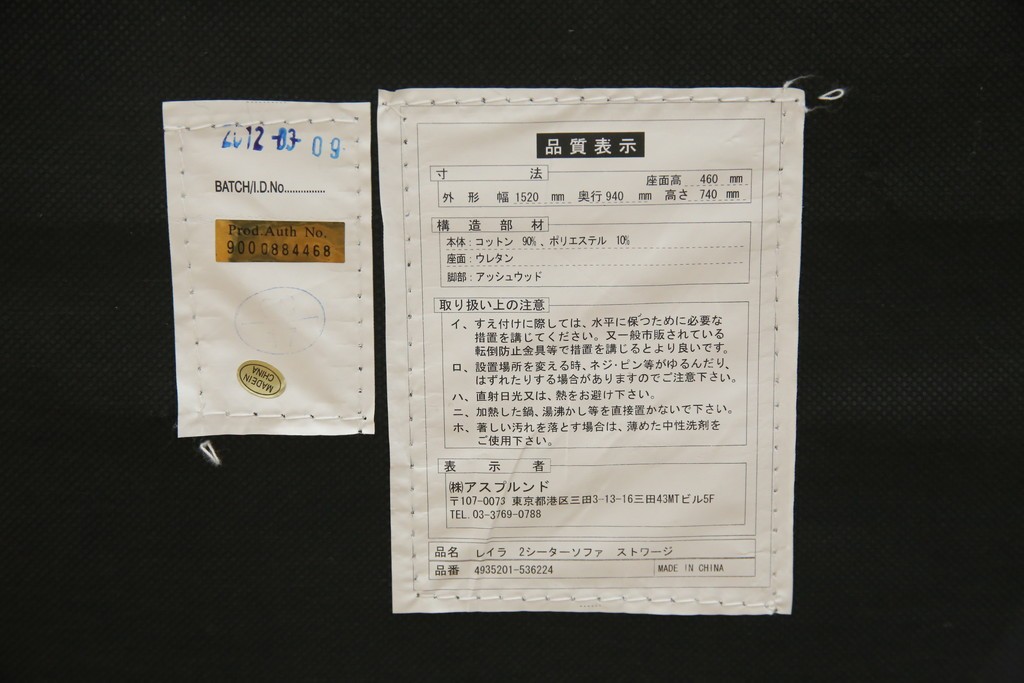 2012-03-09
BATCH/I.D.No...............
Prod.Auth No.
9000884468
MADE IN
CHINA
品質表示
寸法
座面高 460 mm
外形 幅 1520 mm 奥行 940 mm 高さ 740 mm
構造部材
本体：コットン 90%、ポリエステル 10%
座面：ウレタン
脚部：アッシュウッド
取り扱い上の注意
イ、すえ付けに際しては、水平に保つために必要な
措置を講じてください。又一般市販されている
転倒防止金具等で措置を講じるとより良いです。
ロ、設置場所を変える時、ネジ・ピン等がゆるんだり、
はずれたりする場合がありますのでご注意下さい。
ハ、直射日光又は、熱をお避け下さい。
ニ、加熱した鍋、湯沸かし等を直接置かないで下さい。
ホ、著しい汚れを落とす場合は、薄めた中性洗剤を
ご使用下さい。
表示者
㈱アスプルンド
〒107-0073 東京都港区三田3-13-16三田43MTビル5F
TEL. 03-3769-0788
品名 レイラ 2シーターソファ ストワージ
品番 4935201-536224 MADE IN CHINA